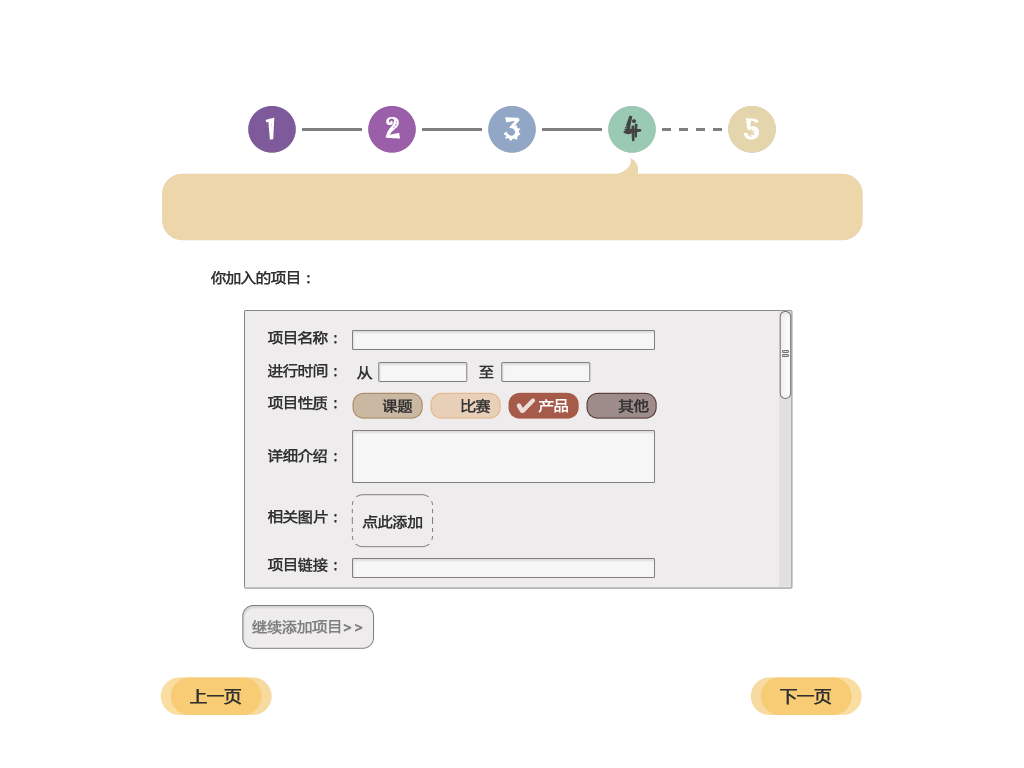 1 2 3 4 5
你加入的项目：
项目名称：
进行时间： 从 至
项目性质： 课题 比赛 产品 其他
详细介绍：
相关图片： 点此添加
项目链接：
继续添加项目>>
上一页 下一页